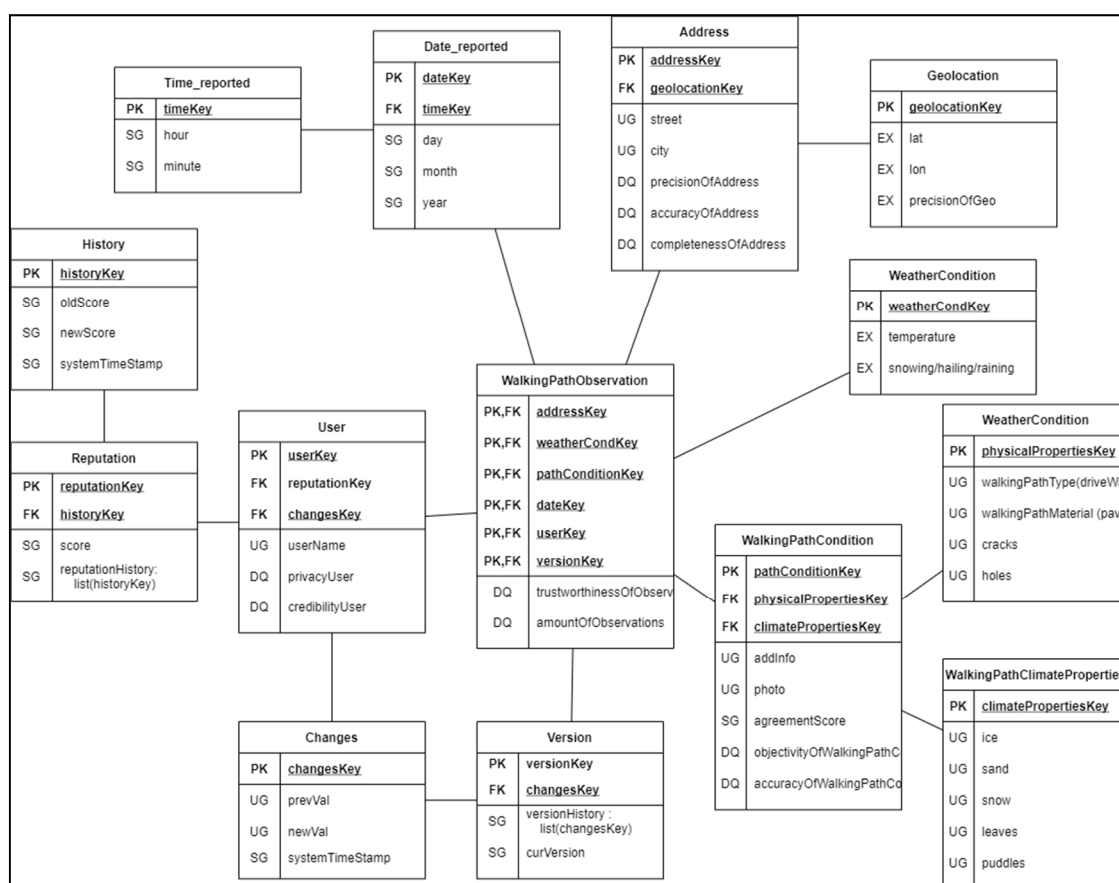 Time_reported
PK timeKey
SG hour
SG minute
Date_reported
PK dateKey
FK timeKey
SG day
SG month
SG year
Address
PK addressKey
FK geolocationKey
UG street
UG city
DQ precisionOfAddress
DQ accuracyOfAddress
DQ completenessOfAddress
Geolocation
PK geolocationKey
EX lat
EX lon
EX precisionOfGeo
History
PK historyKey
SG oldScore
SG newScore
SG systemTimeStamp
WeatherCondition
PK weatherCondKey
EX temperature
EX snowing/hailing/raining
Reputation
PK reputationKey
FK historyKey
SG score
SG reputationHistory:
list(historyKey)
User
PK userKey
FK reputationKey
FK changesKey
UG userName
DQ privacyUser
DQ credibilityUser
WalkingPathObservation
PK,FK addressKey
PK,FK weatherCondKey
PK,FK pathConditionKey
PK,FK dateKey
PK,FK userKey
PK,FK versionKey
DQ trustworthinessOfObserv
DQ amountOfObservations
WeatherCondition
PK physicalPropertiesKey
UG walkingPathType(driveWa
UG walkingPathMaterial (pav
UG cracks
UG holes
WalkingPathCondition
PK pathConditionKey
FK physicalPropertiesKey
FK climatePropertiesKey
UG addInfo
UG photo
SG agreementScore
DQ objectivityOfWalkingPathC
DQ accuracyOfWalkingPathCo
WalkingPathClimatePropertie
PK climatePropertiesKey
UG ice
UG sand
UG snow
UG leaves
UG puddles
Changes
PK changesKey
UG prevVal
UG newVal
SG systemTimeStamp
Version
PK versionKey
FK changesKey
SG versionHistory :
list(changesKey)
SG curVersion